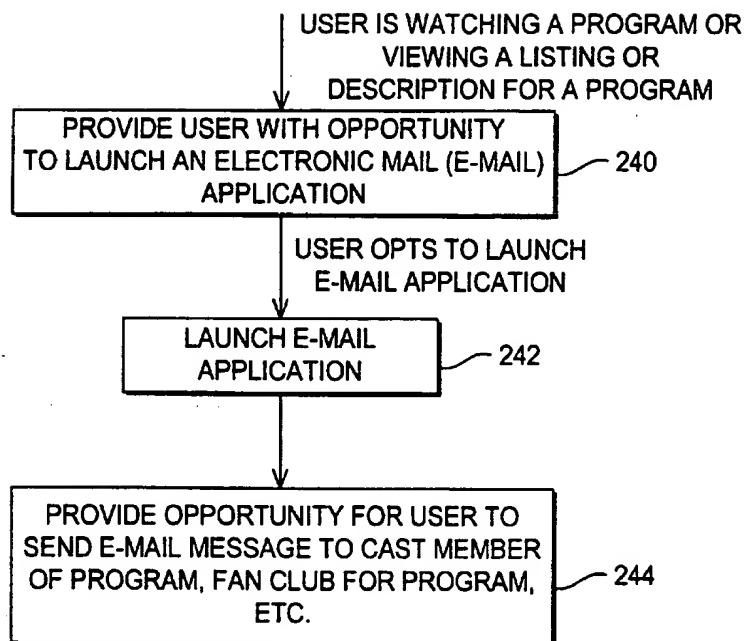 USER IS WATCHING A PROGRAM OR
VIEWING A LISTING OR
DESCRIPTION FOR A PROGRAM
PROVIDE USER WITH OPPORTUNITY
TO LAUNCH AN ELECTRONIC MAIL (E-MAIL)
APPLICATION
240
USER OPTS TO LAUNCH
E-MAIL APPLICATION
LAUNCH E-MAIL
APPLICATION
242
PROVIDE OPPORTUNITY FOR USER TO
SEND E-MAIL MESSAGE TO CAST MEMBER
OF PROGRAM, FAN CLUB FOR PROGRAM,
ETC.
244